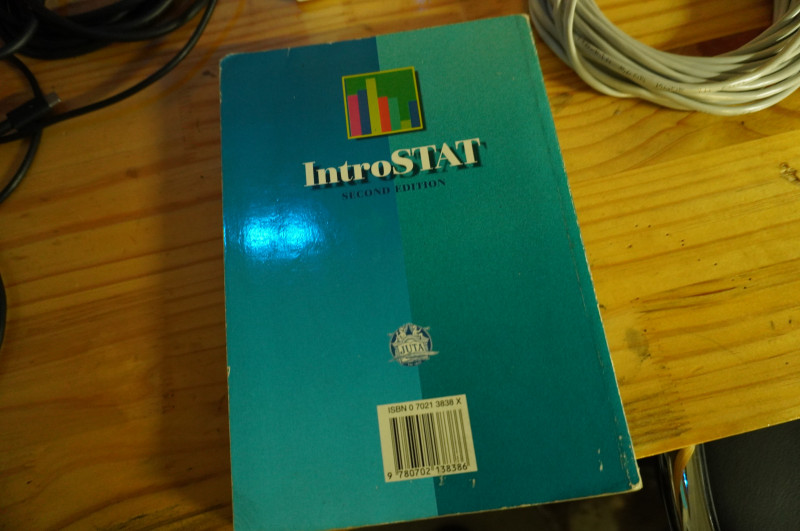 IntroSTAT
SECOND EDITION
JUTA
ISBN 0 7021 3838 X
9 780702 138386